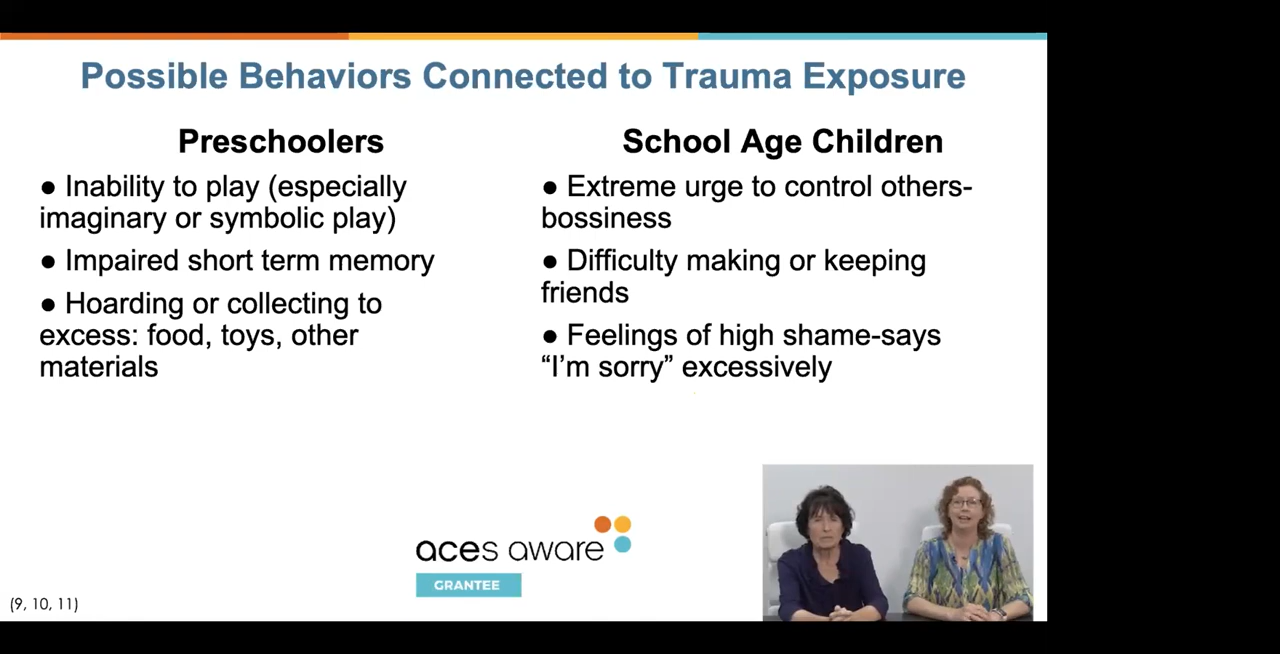 Possible Behaviors Connected to Trauma Exposure
Preschoolers
● Inability to play (especially
imaginary or symbolic play)
● Impaired short term memory
● Hoarding or collecting to
excess: food, toys, other
materials
School Age Children
● Extreme urge to control others-
bossiness
● Difficulty making or keeping
friends
● Feelings of high shame-says
“I’m sorry” excessively
aces aware
GRANTEE
(9, 10, 11)